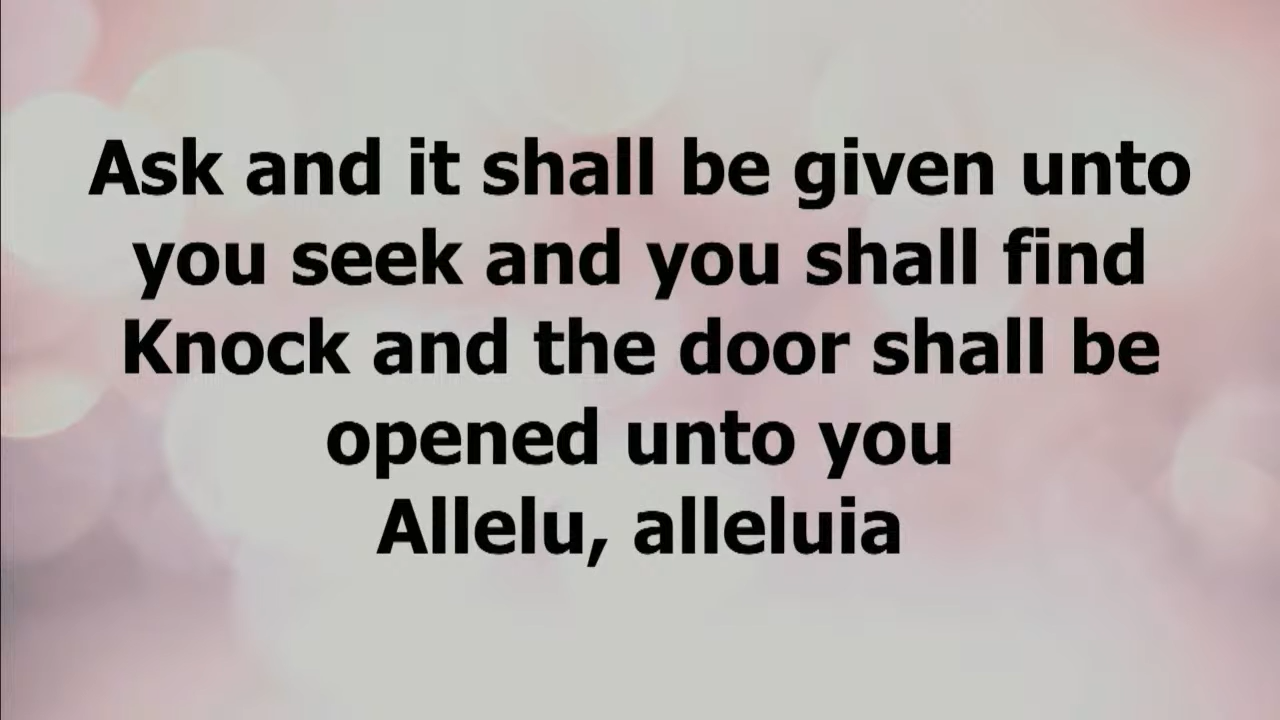 Ask and it shall be given unto
you seek and you shall find
Knock and the door shall be
opened unto you
Allelu, alleluia